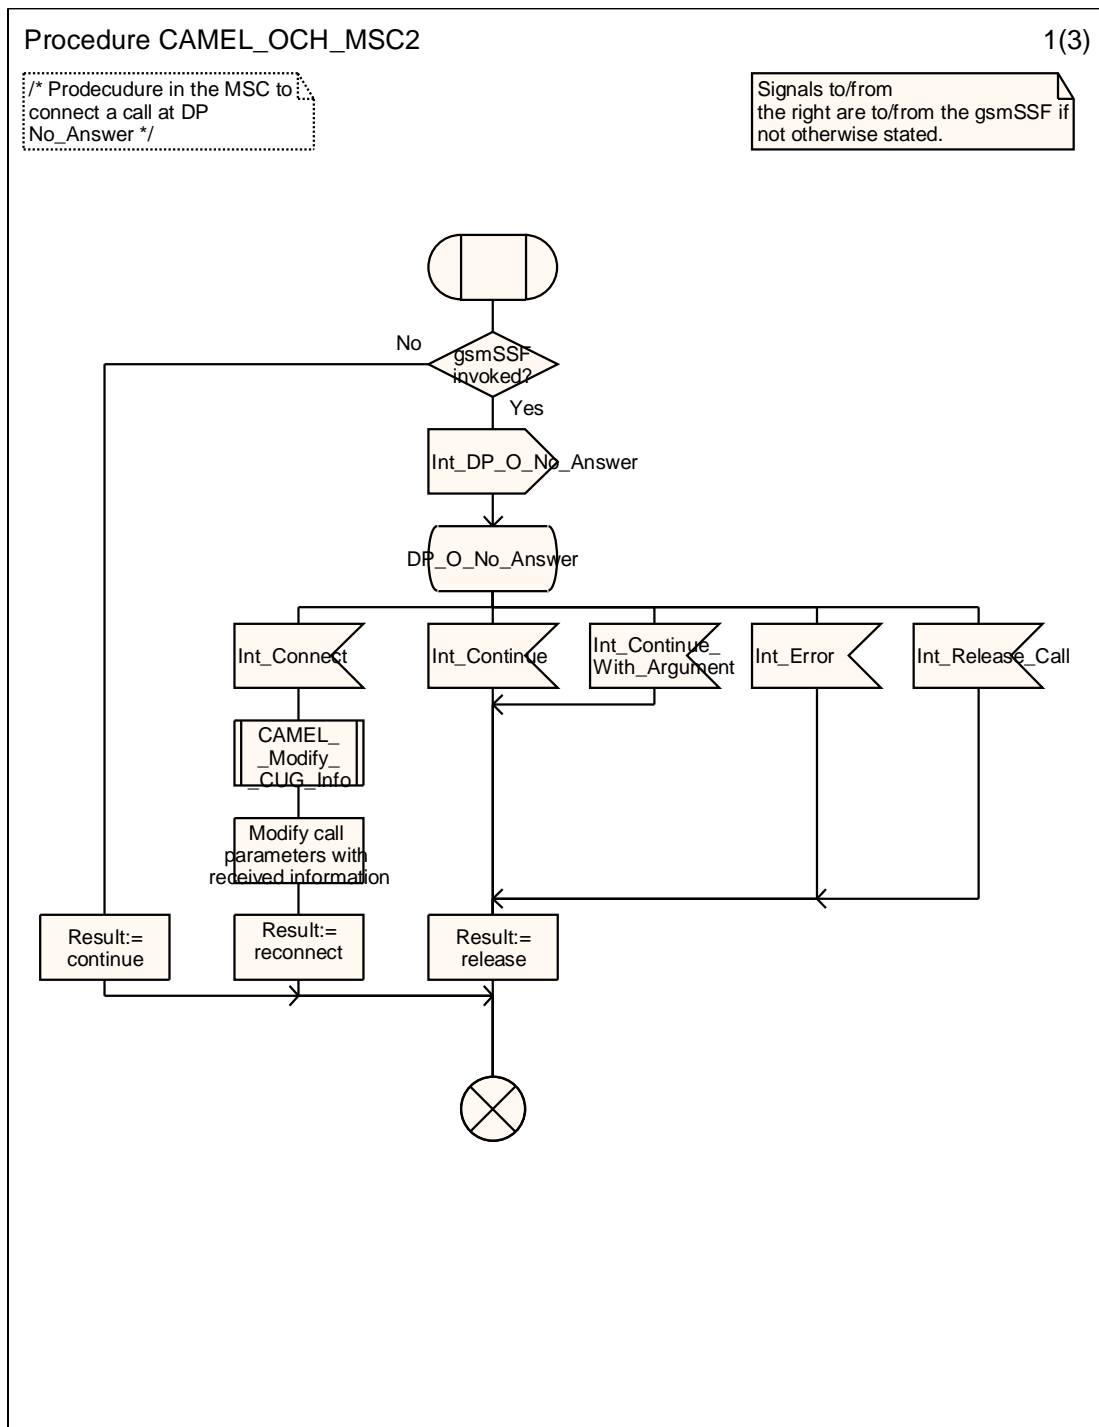 Procedure CAMEL_OCH_MSC2
1(3)
/* Prodecudure in the MSC to
connect a call at DP
No_Answer */
Signals to/from
the right are to/from the gsmSSF if
not otherwise stated.
No
gsmSSF
invoked?
Yes
Int_DP_O_No_Answer
DP_O_No_Answer
Int_Connect
Int_Continue
Int_Continue_
With_Argument
Int_Error
Int_Release_Call
CAMEL_
_Modify_
_CUG_Info
Modify call
parameters with
received information
Result:=
continue
Result:=
reconnect
Result:=
release